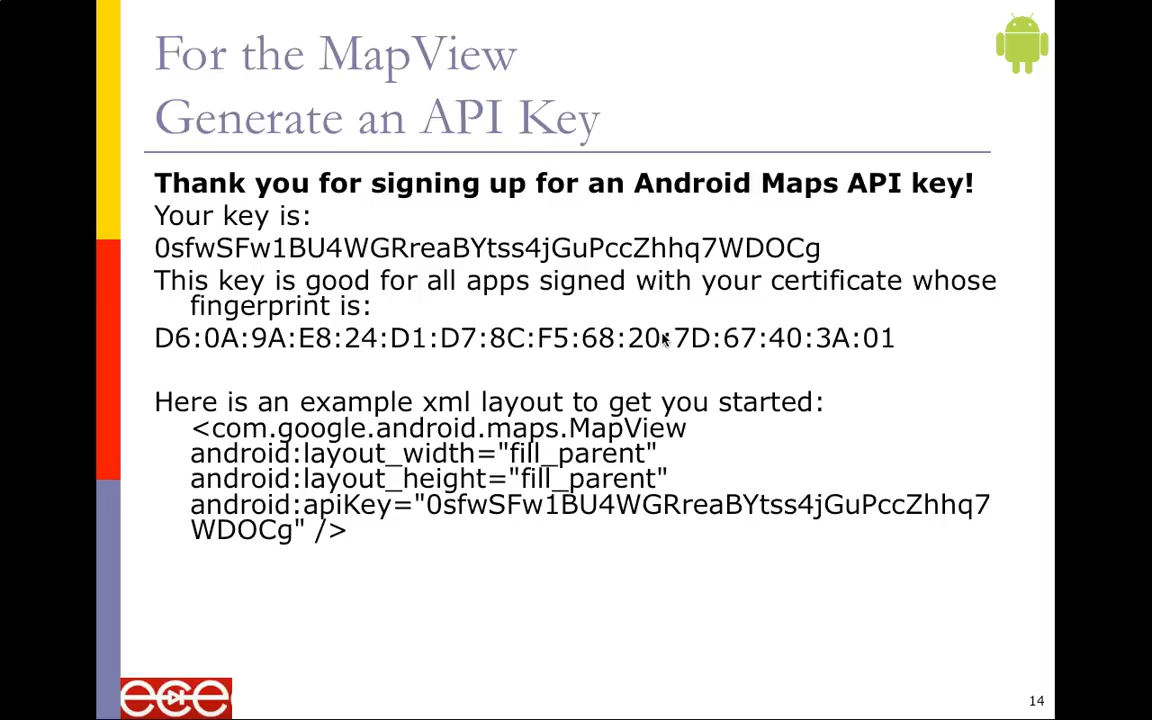 For the MapView
Generate an API Key
Thank you for signing up for an Android Maps API key!
Your key is:
0sfwSFw1BU4WGRreaBYtss4jGuPccZhhq7WDOCg
This key is good for all apps signed with your certificate whose
fingerprint is:
D6:0A:9A:E8:24:D1:D7:8C:F5:68:20:7D:67:40:3A:01
Here is an example xml layout to get you started:
<com.google.android.maps.MapView
android:layout_width="fill_parent"
android:layout_height="fill_parent"
android:apiKey="0sfwSFw1BU4WGRreaBYtss4jGuPccZhhq7
WDOCg" />
ece
14